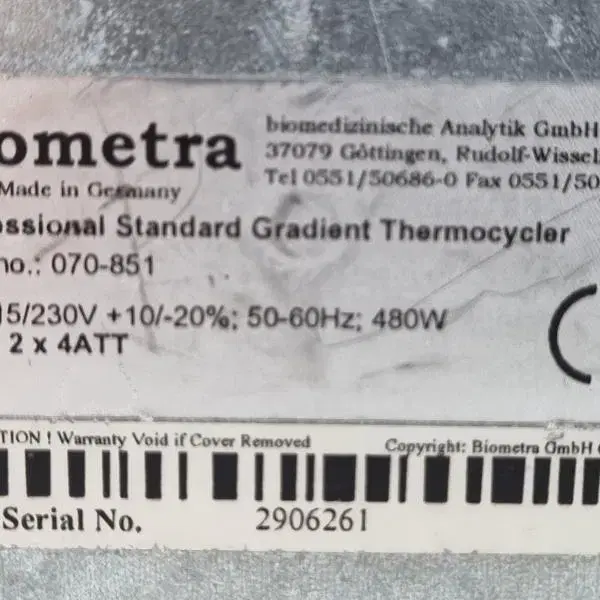 ometra
biomedizinische Analytik GmbH
37079 Göttingen, Rudolf-Wissel
Tel 0551/50686-0 Fax 0551/50
Made in Germany
ssional Standard Gradient Thermocycler
no.: 070-851
15/230V +10/-20%; 50-60Hz; 480W
2 x 4ATT
TION ! Warranty Void if Cover Removed
Copyright: Biometra GmbH
Serial No.
2906261